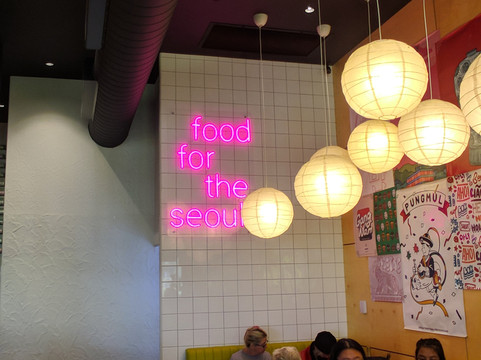 food
for
the
seoul
PUNGMUL